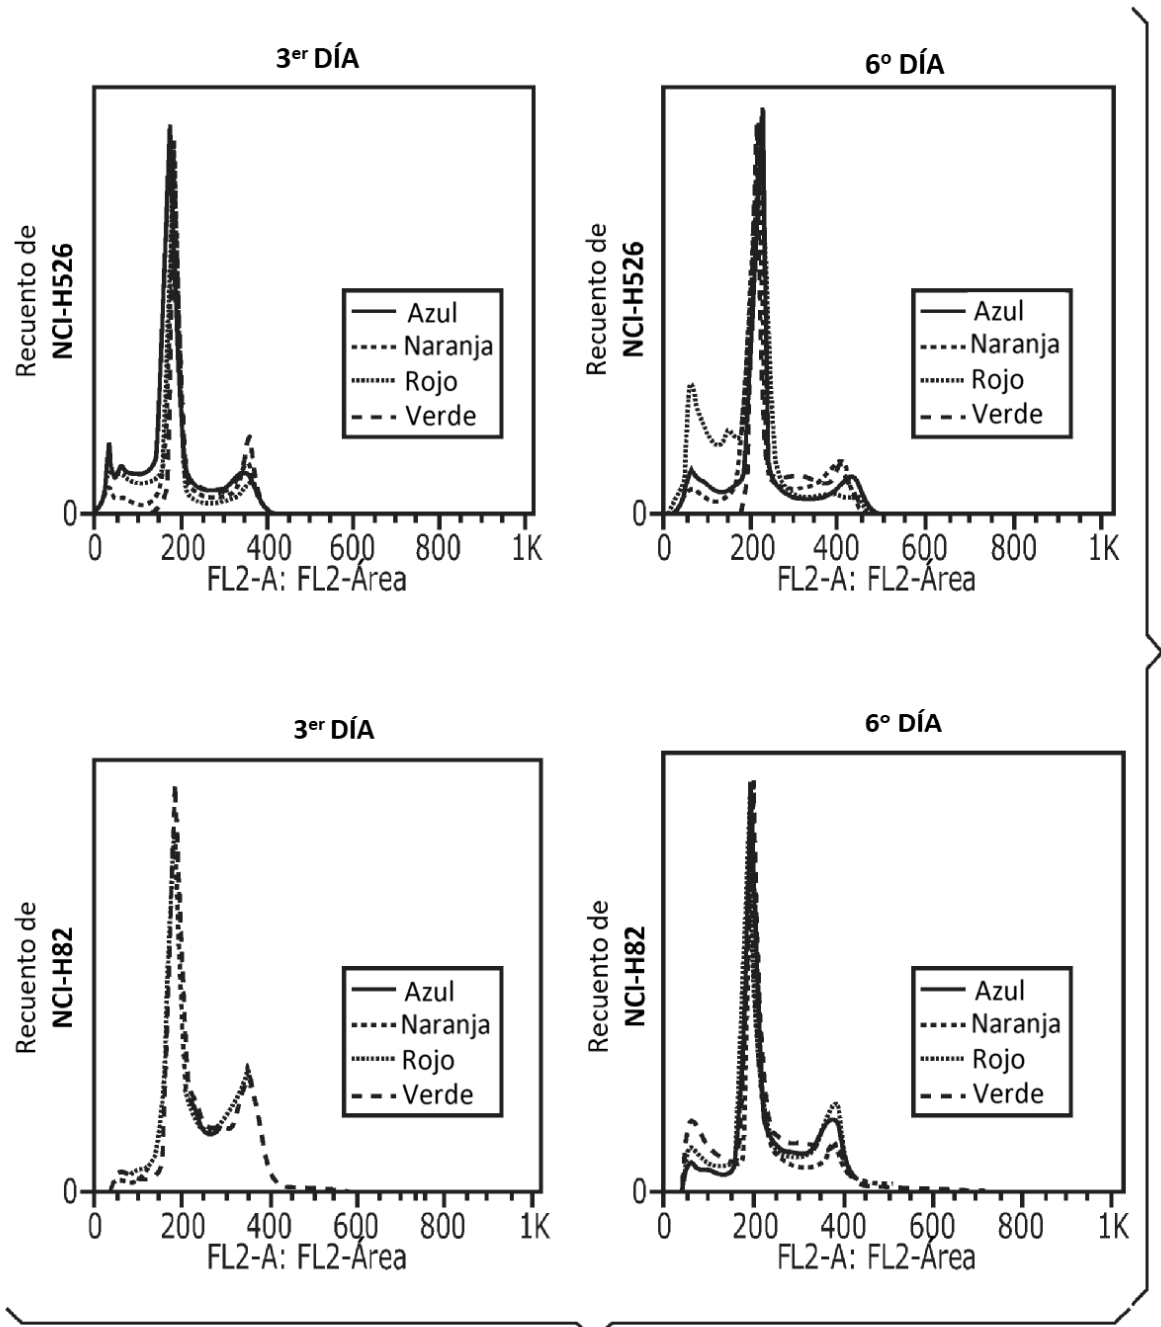 3er DÍA
Recuento de
NCI-H526
Azul
Naranja
Rojo
Verde
0
0 200 400 600 800 1K
FL2-A: FL2-Área
6º DÍA
Recuento de
NCI-H526
Azul
Naranja
Rojo
Verde
0
0 200 400 600 800 1K
FL2-A: FL2-Área
3er DÍA
Recuento de
NCI-H82
Azul
Naranja
Rojo
Verde
0
0 200 400 600 800 1K
FL2-A: FL2-Área
6º DÍA
Recuento de
NCI-H82
Azul
Naranja
Rojo
Verde
0
0 200 400 600 800 1K
FL2-A: FL2-Área